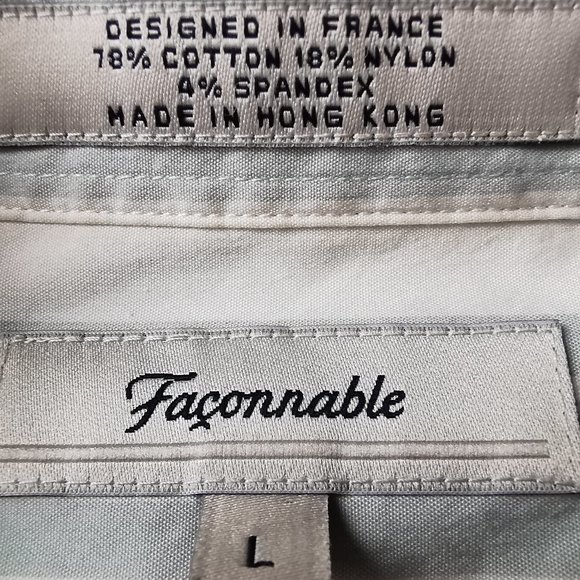 DESIGNED IN FRANCE
78% COTTON 18% NYLON
4% SPANDEX
MADE IN HONG KONG
Façonnable
L